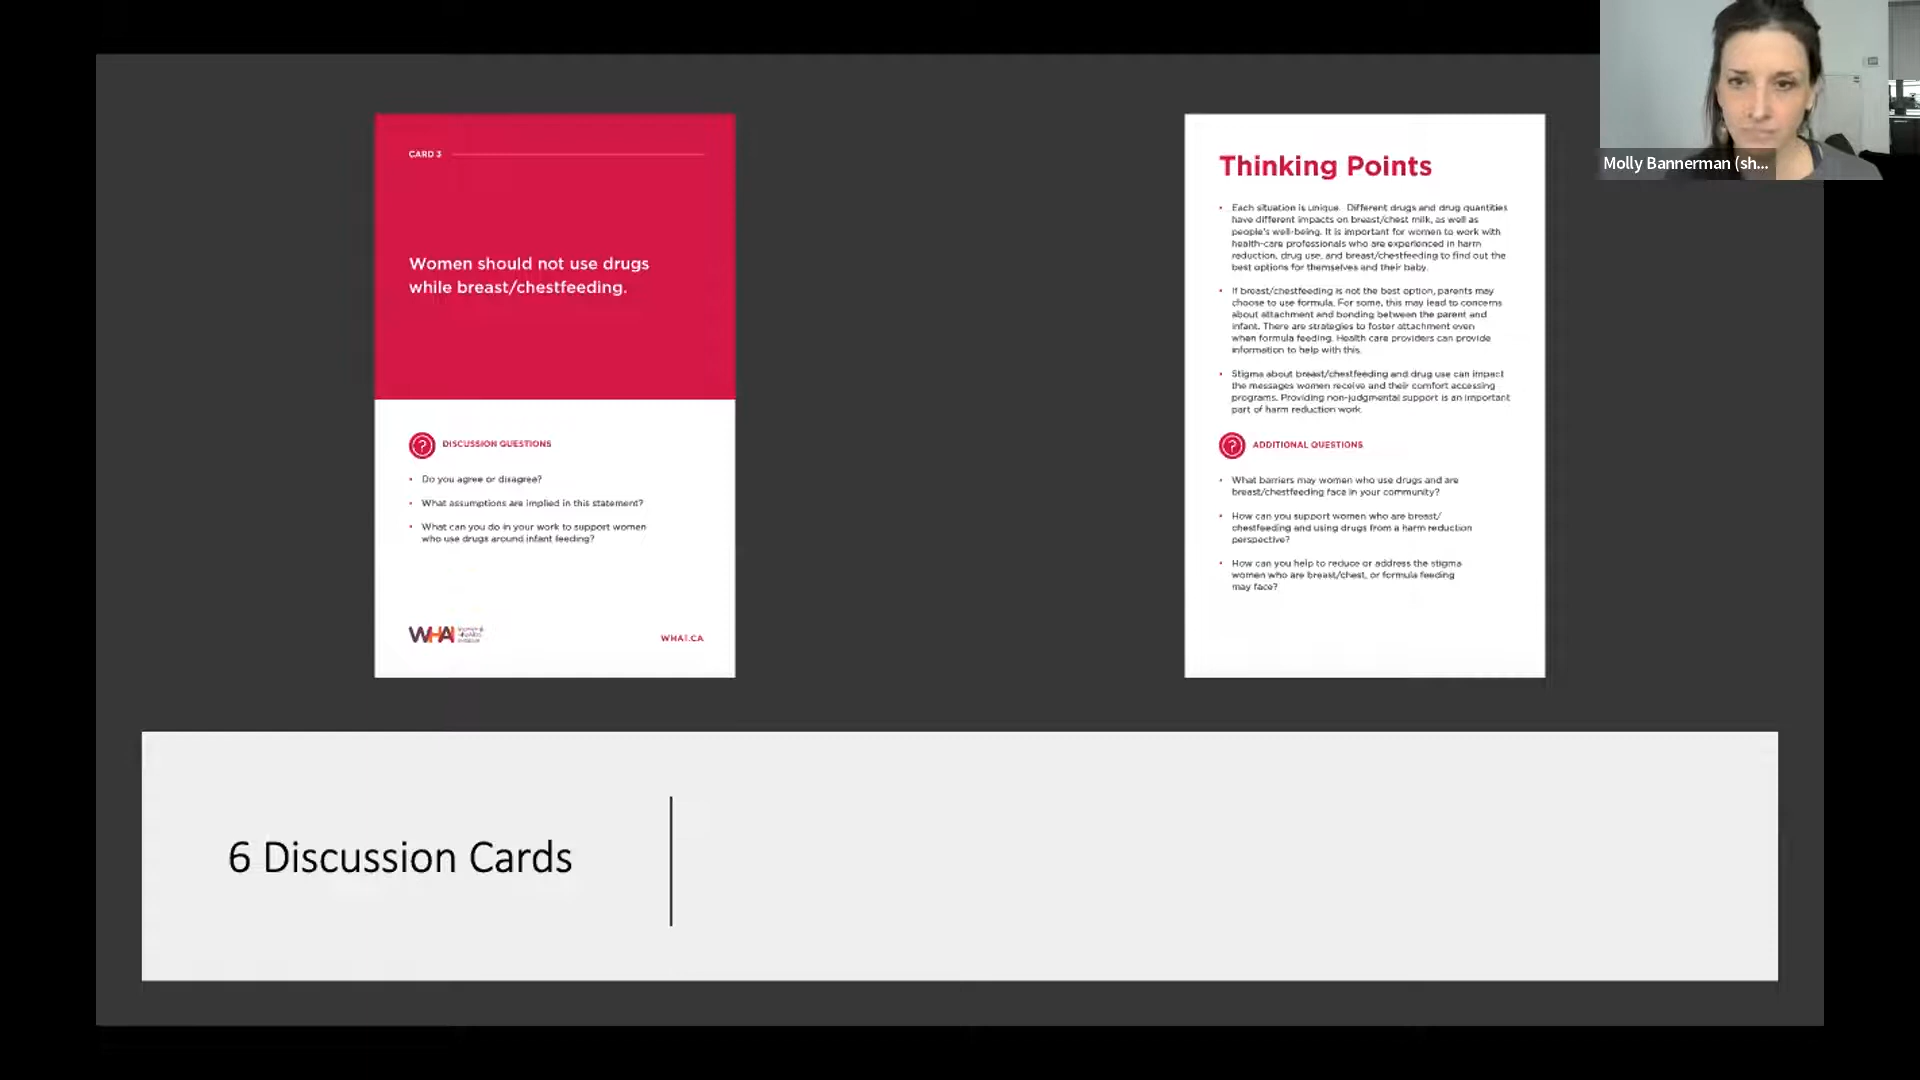 CARD 3
Women should not use drugs
while breast/chestfeeding.
DISCUSSION QUESTIONS
• Do you agree or disagree?
• What assumptions are implied in this statement?
• What can you do in your work to support women
who use drugs around infant feeding?
WHAI
WHAI.CA
Thinking Points
• Each situation is unique. Different drugs and drug quantities
have different impacts on breast/chest milk, as well as
people's well-being. It is important for women to work with
health-care professionals who are experienced in harm
reduction, drug use, and breast/chestfeeding to find out the
best options for themselves and their baby.
• If breast/chestfeeding is not the best option, parents may
choose to use formula. For some, this may lead to concerns
about attachment and bonding between the parent and
infant. There are strategies to foster attachment even
when formula feeding. Health care providers can provide
information to help with this.
• Stigma about breast/chestfeeding and drug use can impact
the messages women receive and their comfort accessing
programs. Providing non-judgmental support is an important
part of harm reduction work.
ADDITIONAL QUESTIONS
• What barriers may women who use drugs and are
breast/chestfeeding face in your community?
• How can you support women who are breast/
chestfeeding and using drugs from a harm reduction
perspective?
• How can you help to reduce or address the stigma
women who are breast/chest, or formula feeding
may face?
Molly Bannerman (sh...
6 Discussion Cards